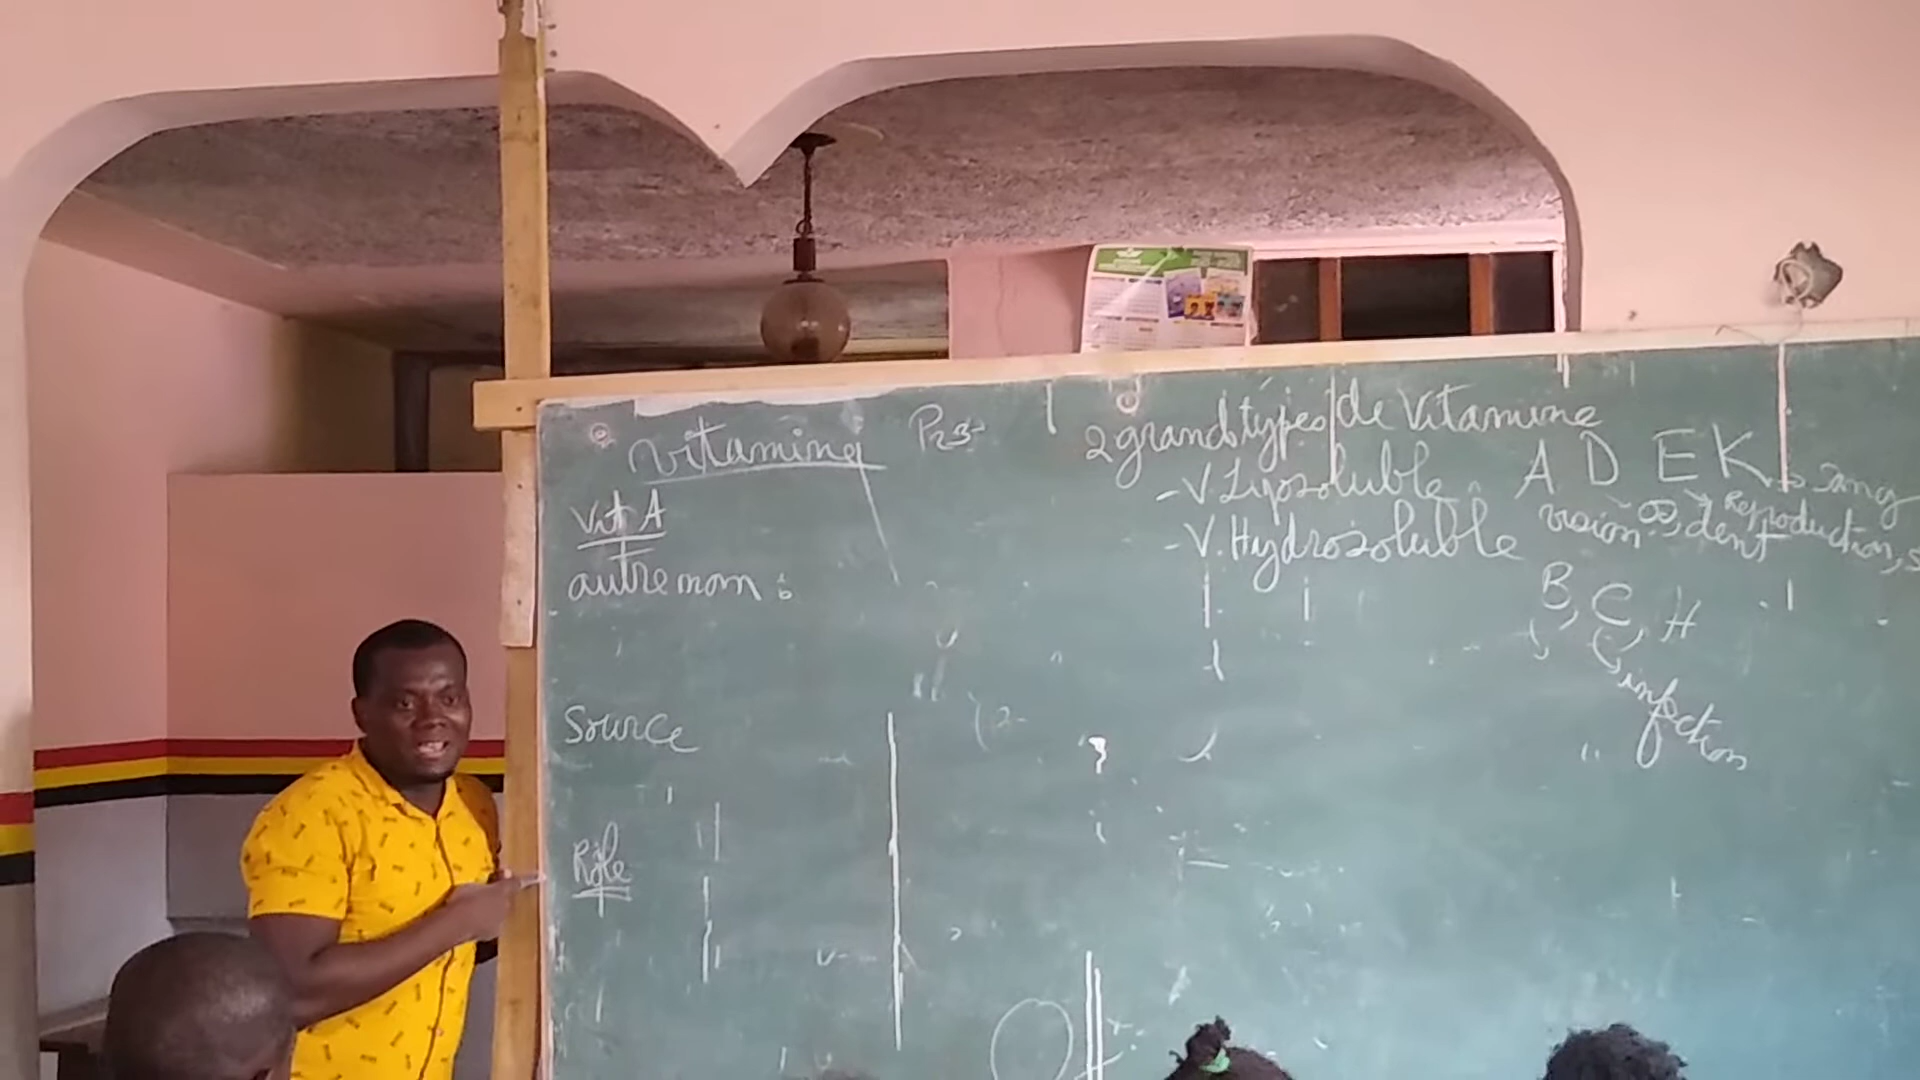 vitamine P23
Vit A
autre nom :
Source
Rôle
2 grands types de Vitamine
- V. Liposoluble A D E K → Sang
vision os, dent Reproduction, s
- V. Hydrosoluble
B, C, H
infection